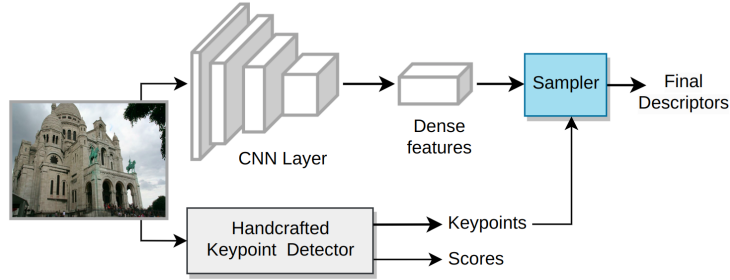 CNN Layer
Dense
features
Sampler
Final
Descriptors
Handcrafted
Keypoint Detector
Keypoints
Scores